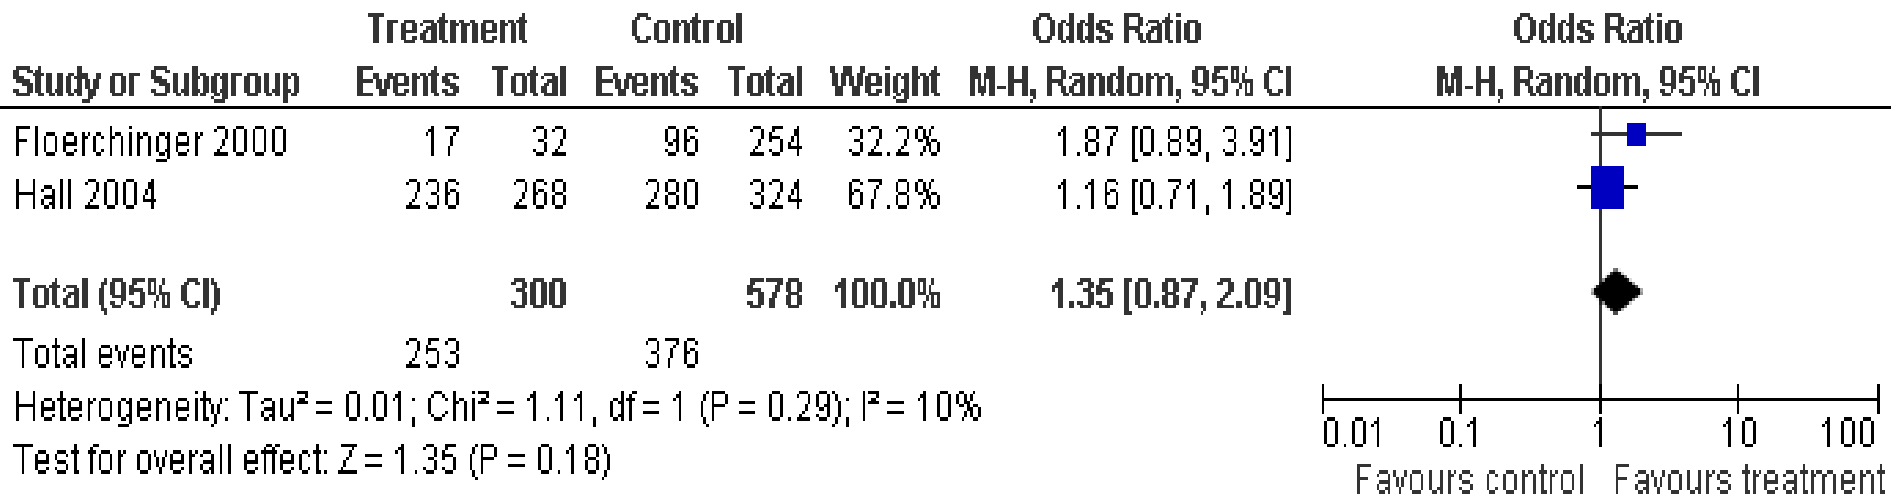 Treatment Control Odds Ratio Odds Ratio
Study or Subgroup Events Total Events Total Weight M-H, Random, 95% CI M-H, Random, 95% CI
Floerchinger 2000 17 32 96 254 32.2% 1.87 [0.89, 3.91]
Hall 2004 236 268 280 324 67.8% 1.16 [0.71, 1.89]
Total (95% CI) 300 578 100.0% 1.35 [0.87, 2.09]
Total events 253 376
Heterogeneity: Tau² = 0.01; Chi² = 1.11, df = 1 (P = 0.29); I² = 10%
Test for overall effect: Z = 1.35 (P = 0.18)
0.01 0.1 1 10 100
Favours control Favours treatment